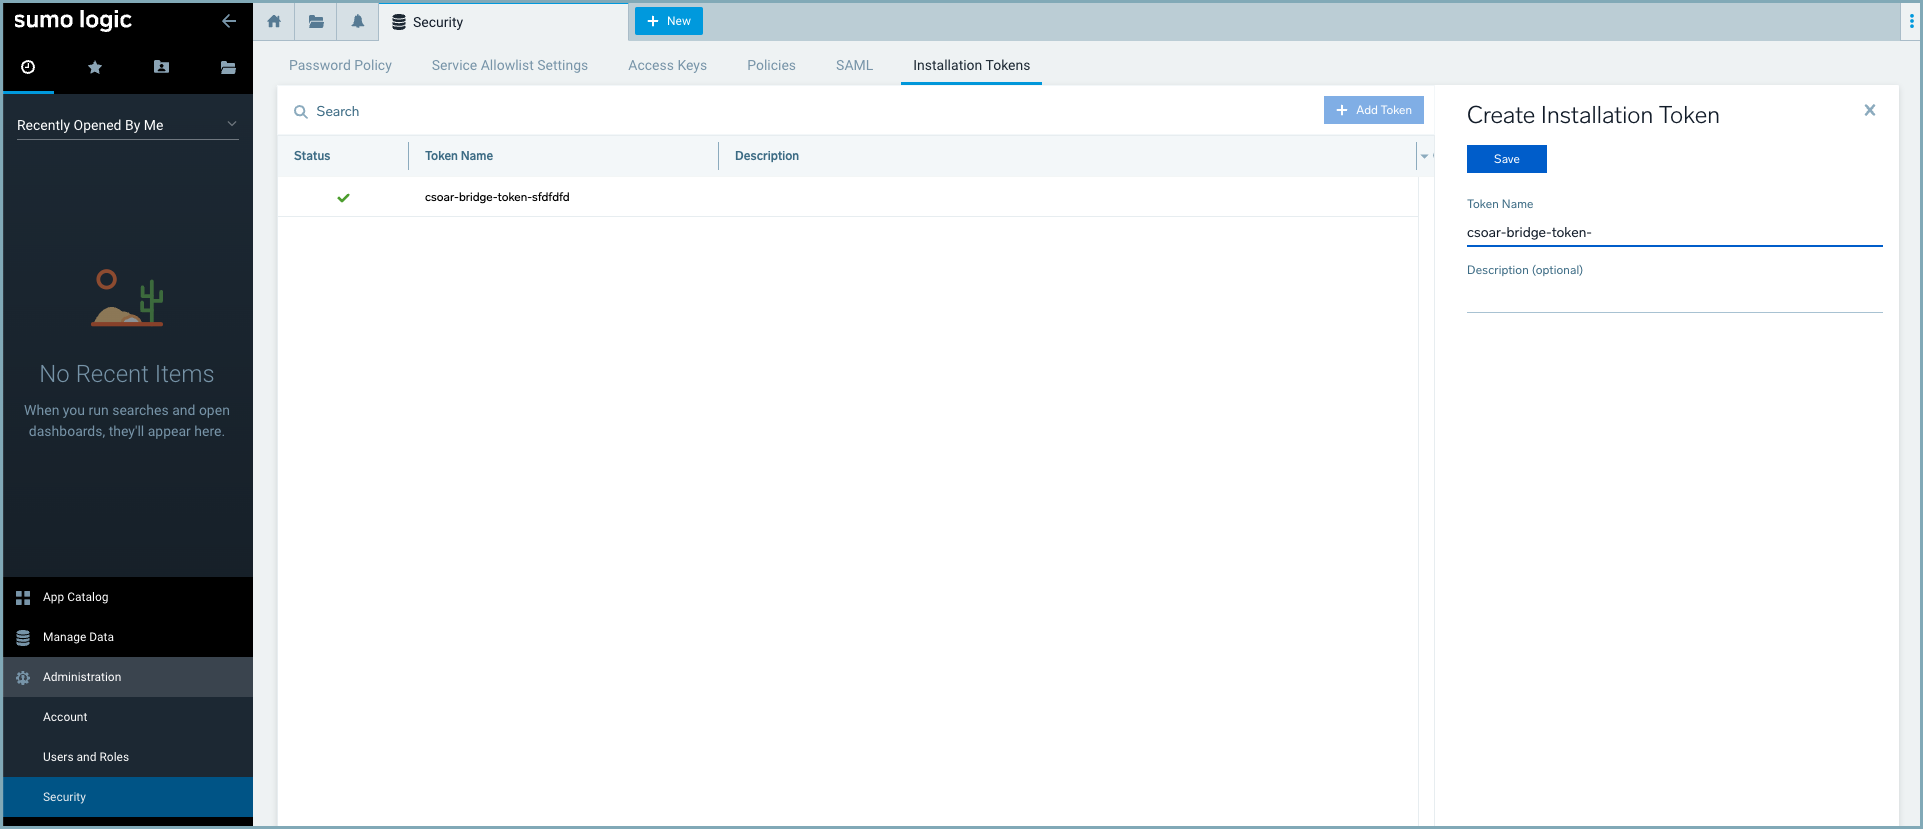 sumo logic
Recently Opened By Me
No Recent Items
When you run searches and open
dashboards, they'll appear here.
App Catalog
Manage Data
Administration
Account
Users and Roles
Security
Security
New
Password Policy
Service Allowlist Settings
Access Keys
Policies
SAML
Installation Tokens
Search
Add Token
Status
Token Name
Description
csoar-bridge-token-sfdfdfd
Create Installation Token
Save
Token Name
csoar-bridge-token-
Description (optional)